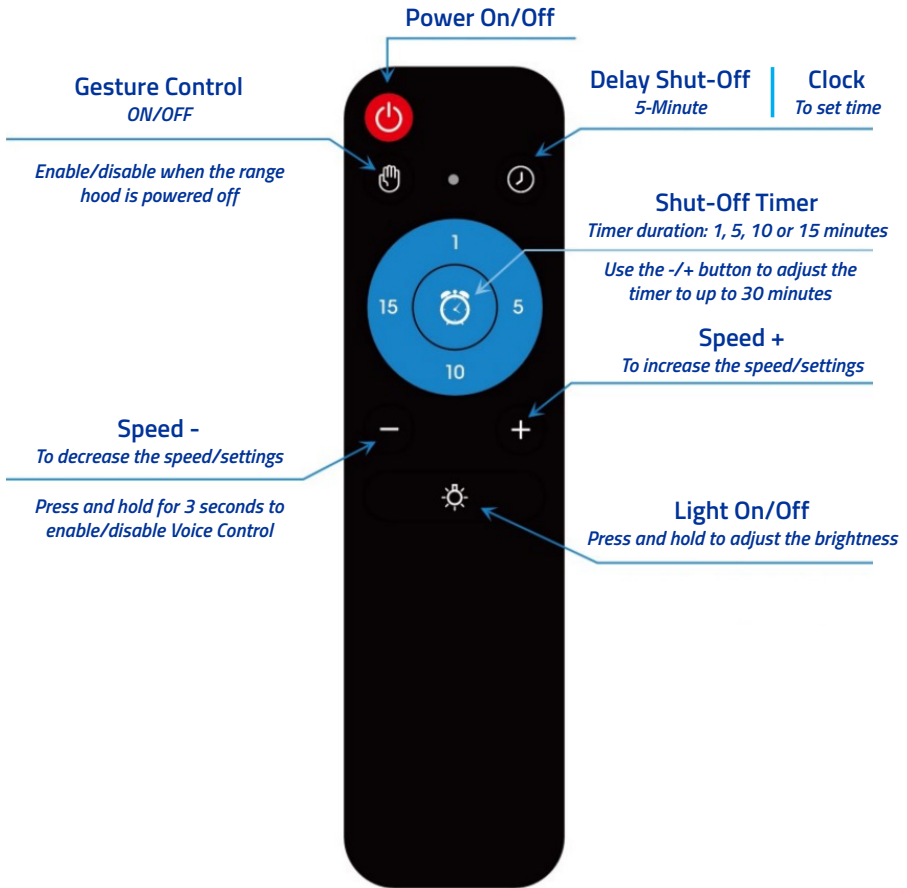 Power On/Off
Gesture Control
ON/OFF
Enable/disable when the range
hood is powered off
Delay Shut-Off
5-Minute
Clock
To set time
Shut-Off Timer
Timer duration: 1, 5, 10 or 15 minutes
Use the -/+ button to adjust the
timer to up to 30 minutes
1
15
5
10
Speed +
To increase the speed/settings
Speed -
To decrease the speed/settings
Press and hold for 3 seconds to
enable/disable Voice Control
−
+
Light On/Off
Press and hold to adjust the brightness